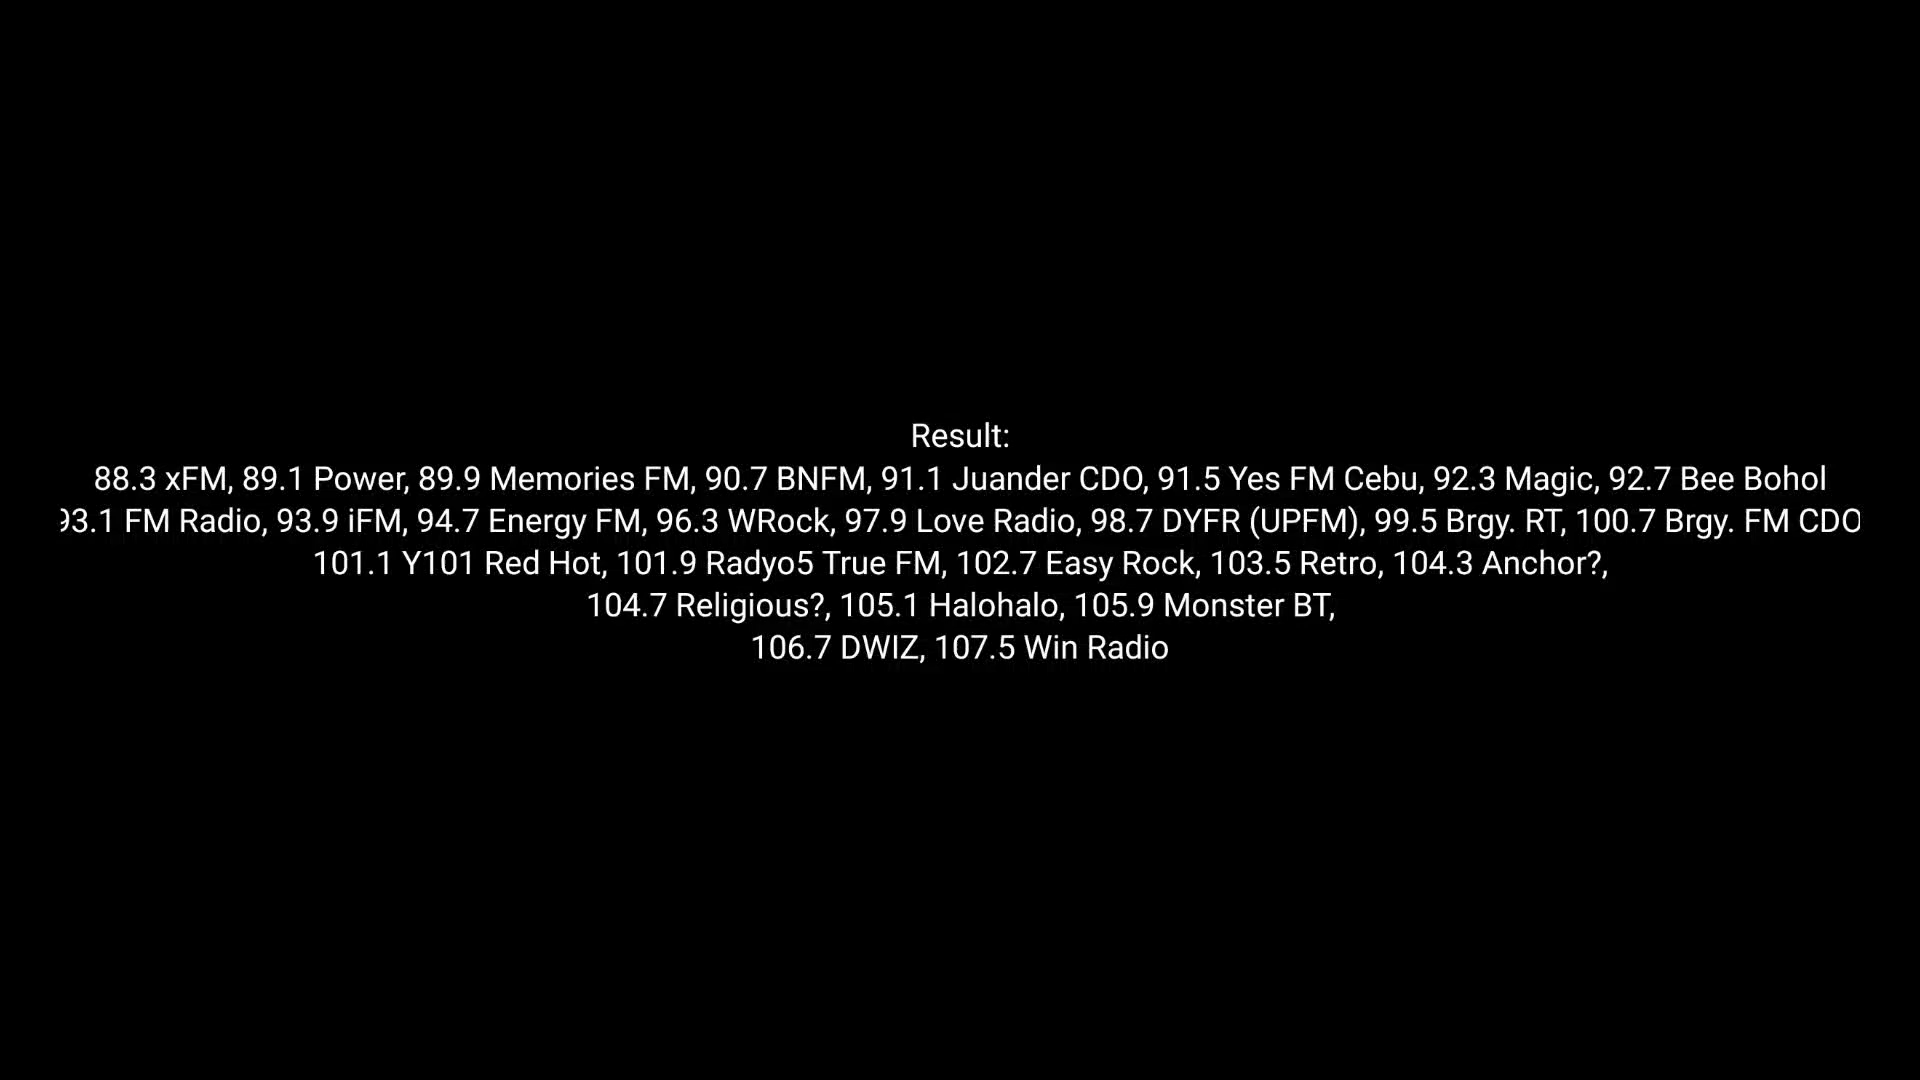 Result:
88.3 xFM, 89.1 Power, 89.9 Memories FM, 90.7 BNFM, 91.1 Juander CDO, 91.5 Yes FM Cebu, 92.3 Magic, 92.7 Bee Bohol
93.1 FM Radio, 93.9 iFM, 94.7 Energy FM, 96.3 WRock, 97.9 Love Radio, 98.7 DYFR (UPFM), 99.5 Brgy. RT, 100.7 Brgy. FM CDO
101.1 Y101 Red Hot, 101.9 Radyo5 True FM, 102.7 Easy Rock, 103.5 Retro, 104.3 Anchor?,
104.7 Religious?, 105.1 Halohalo, 105.9 Monster BT,
106.7 DWIZ, 107.5 Win Radio